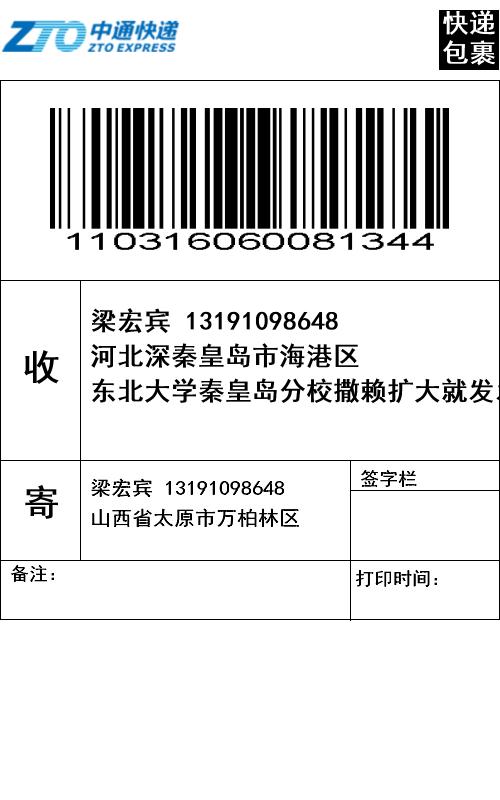 ZTO 中通快递
ZTO EXPRESS
快递
包裹
110316060081344
收
梁宏宾 13191098648
河北深秦皇岛市海港区
东北大学秦皇岛分校撒赖扩大就发
寄
梁宏宾 13191098648
山西省太原市万柏林区
签字栏
备注：
打印时间：